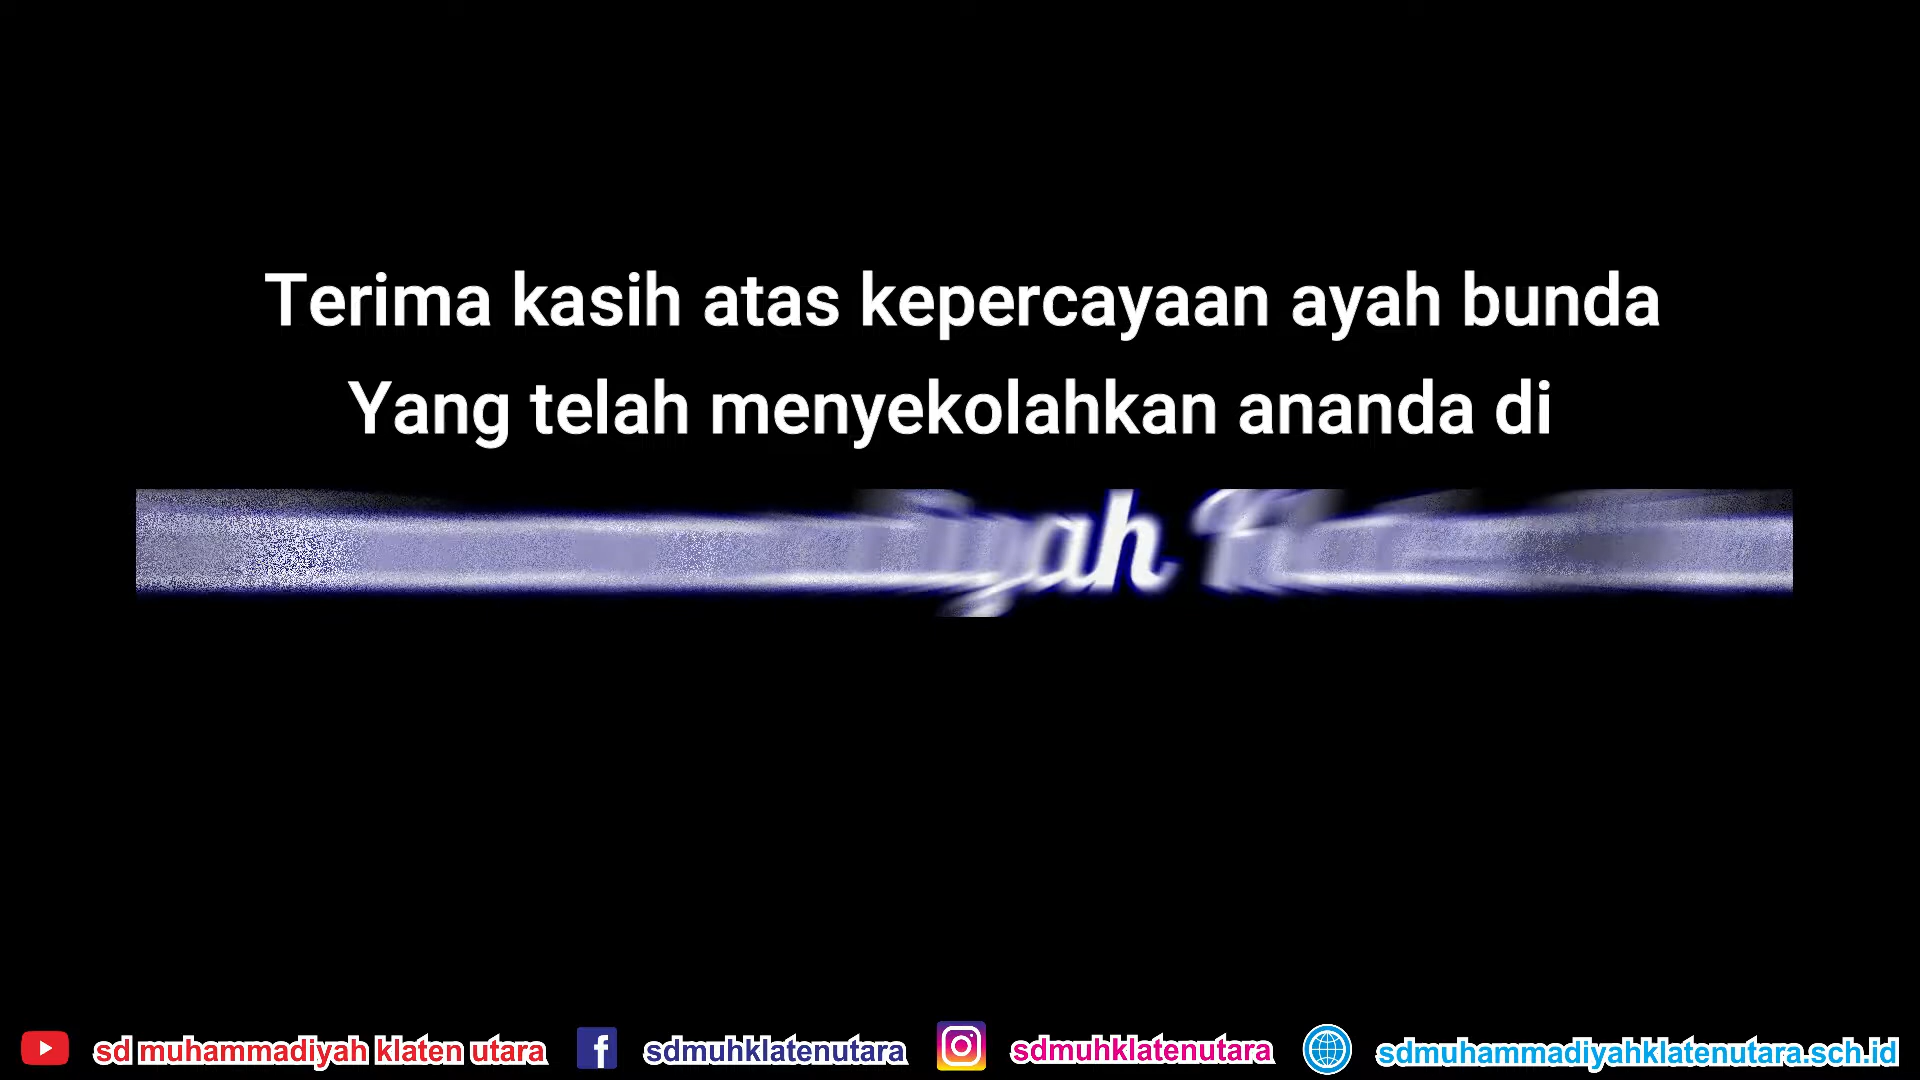 Terima kasih atas kepercayaan ayah bunda
Yang telah menyekolahkan ananda di
sd muhammadiyah klaten utara
sdmuhklatenutara
sdmuhklatenutara
sdmuhammadiyahklatenutara.sch.id